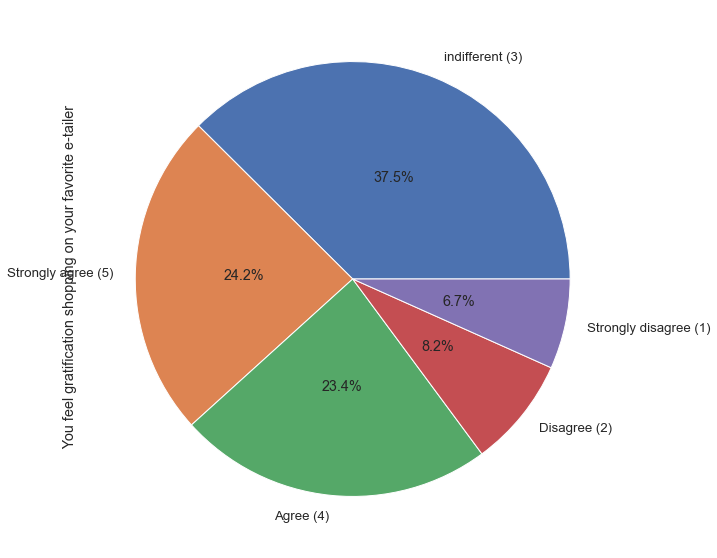 indifferent (3)
37.5%
You feel gratification shopping on your favorite e-tailer
Strongly agree (5)
24.2%
6.7%
Strongly disagree (1)
8.2%
23.4%
Disagree (2)
Agree (4)